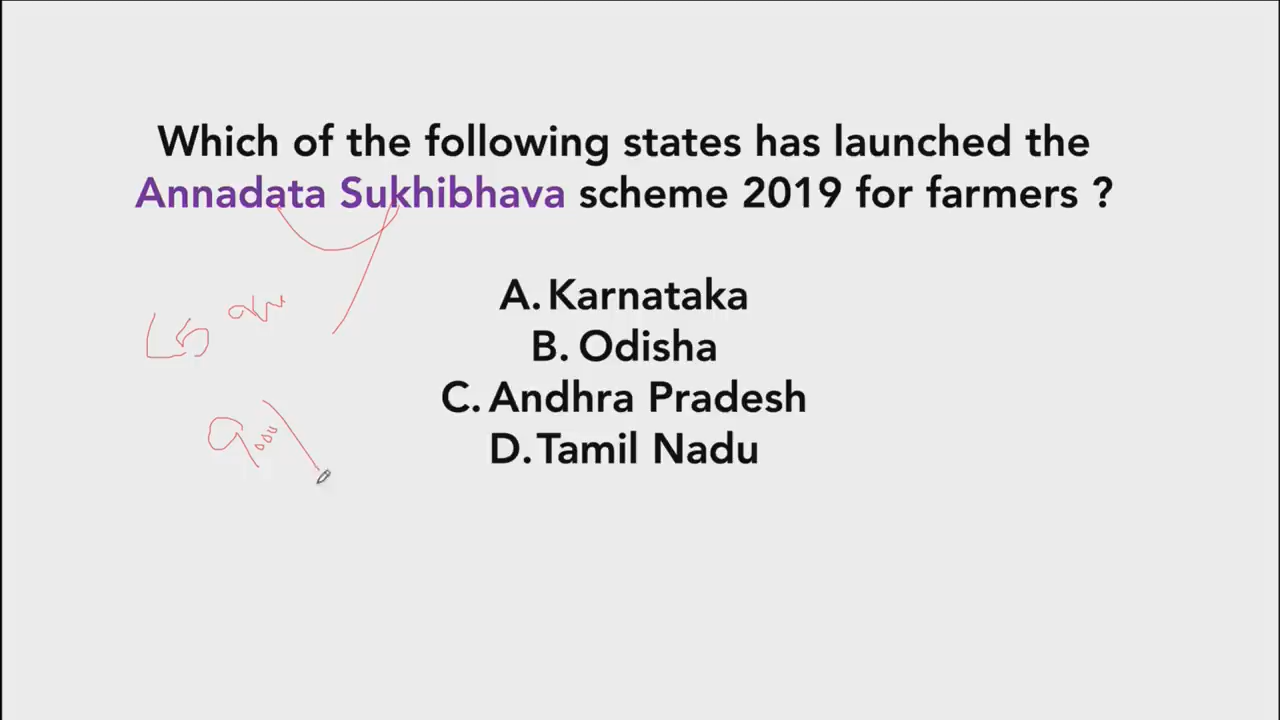 Which of the following states has launched the
Annadata Sukhibhava scheme 2019 for farmers ?
A. Karnataka
B. Odisha
C. Andhra Pradesh
D. Tamil Nadu